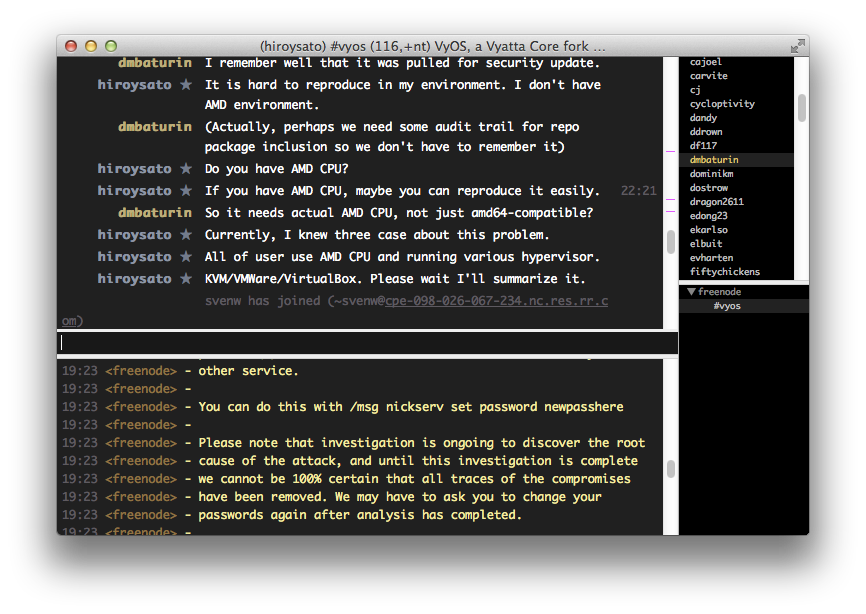 (hiroysato) #vyos (116,+nt) VyOS, a Vyatta Core fork ...
dmbaturin I remember well that it was pulled for security update.
hiroysato ★ It is hard to reproduce in my environment. I don't have
AMD environment.
dmbaturin (Actually, perhaps we need some audit trail for repo
package inclusion so we don't have to remember it)
hiroysato ★ Do you have AMD CPU?
hiroysato ★ If you have AMD CPU, maybe you can reproduce it easily. 22:21
dmbaturin So it needs actual AMD CPU, not just amd64-compatible?
hiroysato ★ Currently, I knew three case about this problem.
hiroysato ★ All of user use AMD CPU and running various hypervisor.
hiroysato ★ KVM/VMWare/VirtualBox. Please wait I'll summarize it.
svenw has joined (~svenw@cpe-098-026-067-234.nc.res.rr.c
om)
19:23 <freenode> - other service.
19:23 <freenode> -
19:23 <freenode> - You can do this with /msg nickserv set password newpasshere
19:23 <freenode> -
19:23 <freenode> - Please note that investigation is ongoing to discover the root
19:23 <freenode> - cause of the attack, and until this investigation is complete
19:23 <freenode> - we cannot be 100% certain that all traces of the compromises
19:23 <freenode> - have been removed. We may have to ask you to change your
19:23 <freenode> - passwords again after analysis has completed.
19:23 <freenode> -
cajoel
carvite
cj
cycloptivity
dandy
ddrown
df117
dmbaturin
dominikm
dostrow
dragon2611
edong23
ekarlso
elbuit
evharten
fiftychickens
▼freenode
#vyos